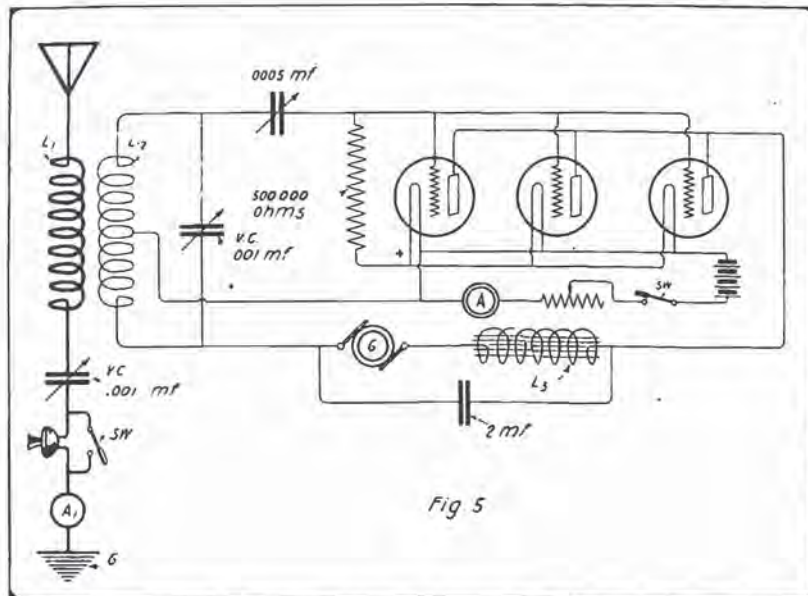 .0005 mf
L1
L2
500.000
ohms
V.C.
.001 mf
+
+
A
SW
G
L3
2 mf
VC
.001 mf
SW
A1
G
Fig 5